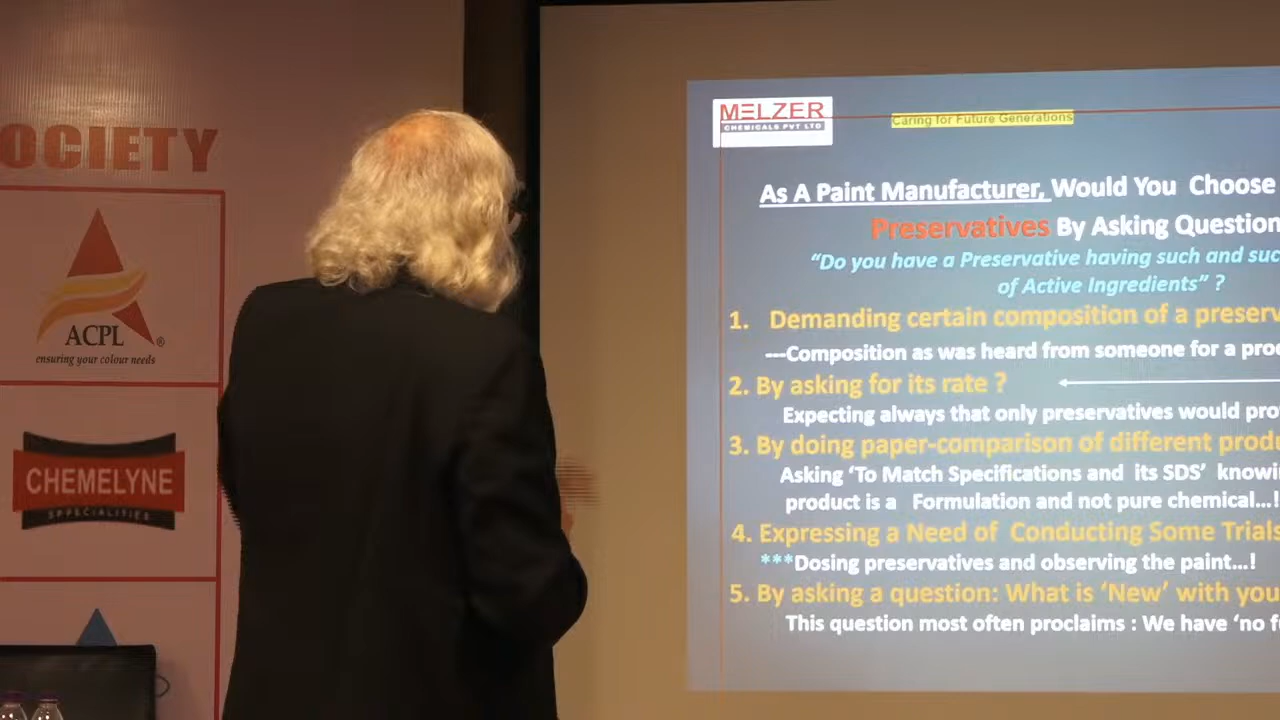 OCIETY
ACPL
®
ensuring your colour needs
CHEMELYNE
SPECIALITIES
MELZER
CHEMICALS PVT LTD
Caring for Future Generations
As A Paint Manufacturer, Would You Choose
Preservatives By Asking Question
“Do you have a Preservative having such and suc
of Active Ingredients” ?
1. Demanding certain composition of a preserv
---Composition as was heard from someone for a pro
2. By asking for its rate ?
Expecting always that only preservatives would pro
3. By doing paper-comparison of different produ
Asking ‘To Match Specifications and its SDS’ knowi
product is a Formulation and not pure chemical...!
4. Expressing a Need of Conducting Some Trials
***Dosing preservatives and observing the paint...!
5. By asking a question: What is ‘New’ with you
This question most often proclaims : We have ‘no fu